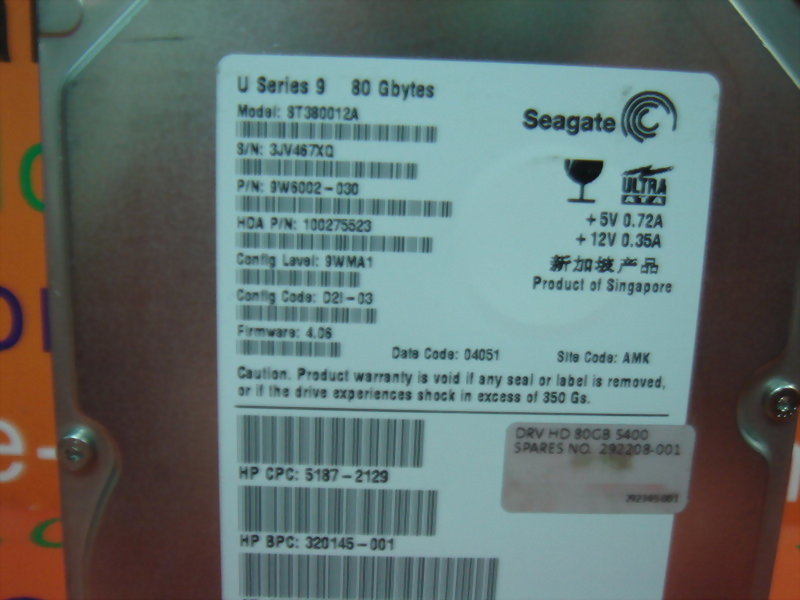 U Series 9 80 Gbytes
Model: ST380012A
Seagate
S/N: 3JV467XQ
P/N: 9W6002-030
ULTRA
ATA
HDA P/N: 100275523
+5V 0.72A
+12V 0.35A
Config Level: 9WMA1
新加坡产品
Product of Singapore
Config Code: D2I-03
Firmware: 4.06
Date Code: 04051
Site Code: AMK
Caution. Product warranty is void if any seal or label is removed,
or if the drive experiences shock in excess of 350 Gs.
DRV HD 80GB 5400
SPARES NO. 292208-001
HP CPC: 5187-2129
HP BPC: 320145-001